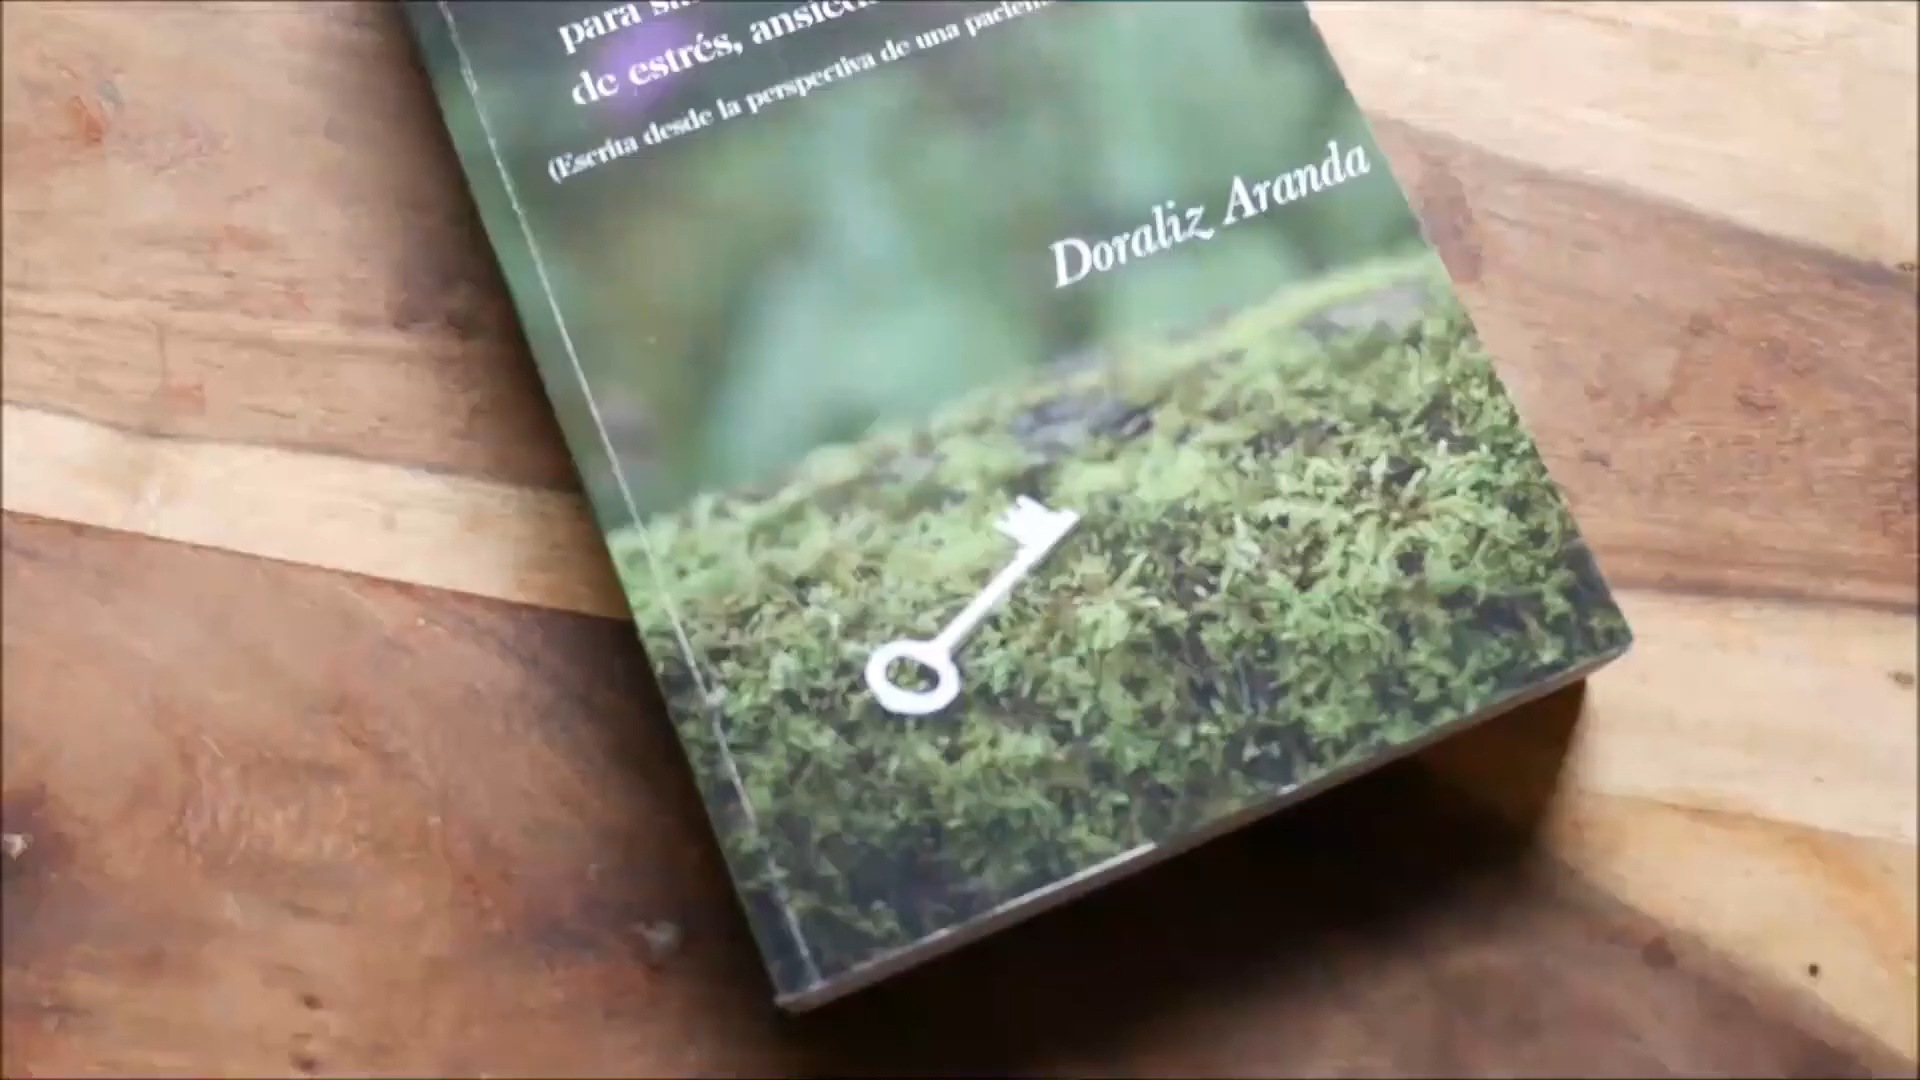 para
de estrés,
(Escrita desde la perspectiva de una
Doraliz Aranda